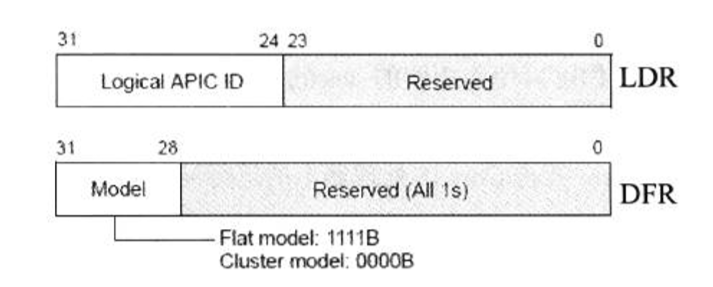 31 24 23 0
Logical APIC ID Reserved LDR
31 28 0
Model Reserved (All 1s) DFR
Flat model: 1111B
Cluster model: 0000B